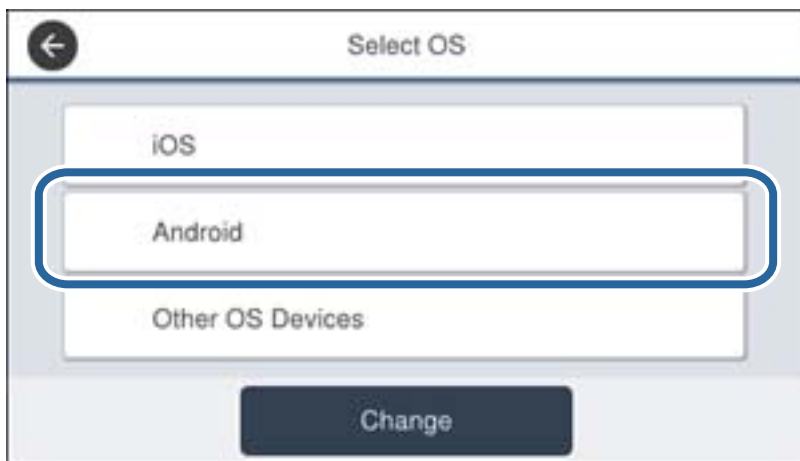 Select OS
iOS
Android
Other OS Devices
Change